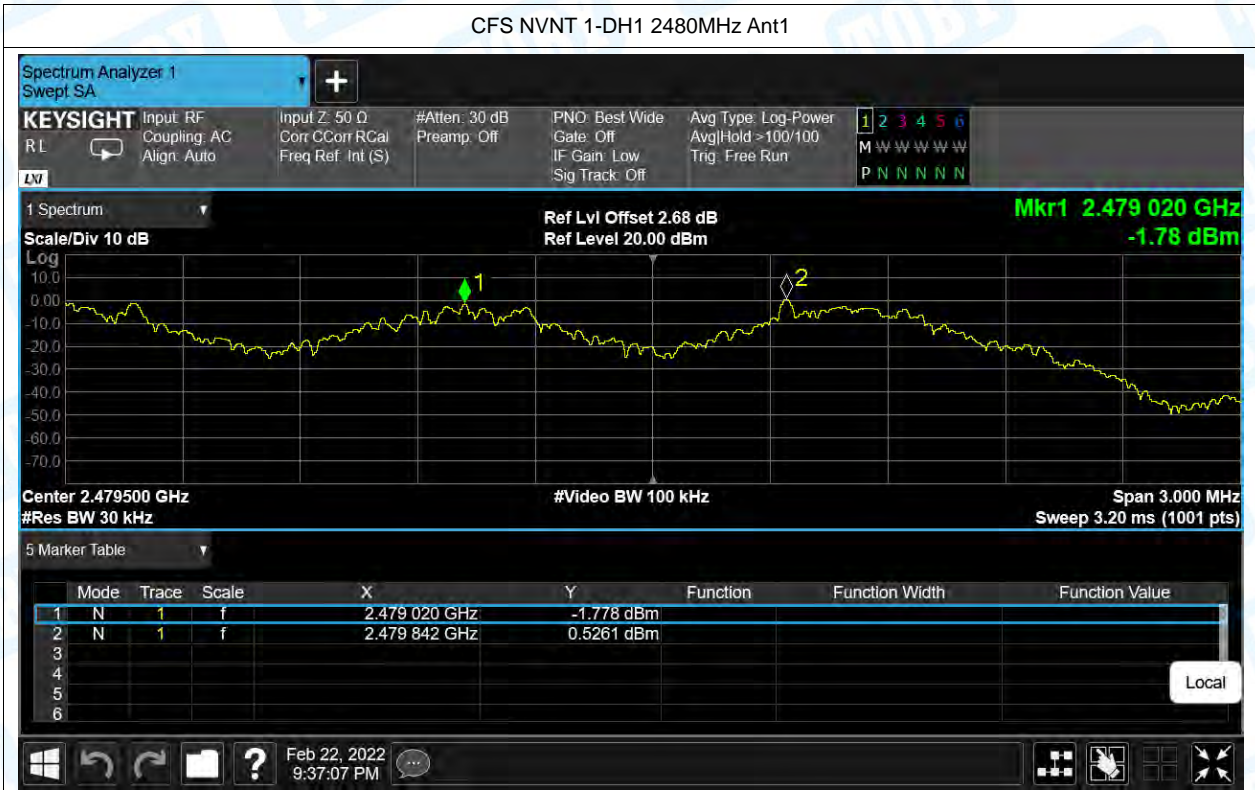 CFS NVNT 1-DH1 2480MHz Ant1
Spectrum Analyzer 1
Swept SA
+
KEYSIGHT Input: RF Input Z: 50 Ω #Atten: 30 dB PNO: Best Wide Avg Type: Log-Power 1 2 3 4 5 6
RL Coupling: AC Corr CCorr RCal Preamp: Off Gate: Off Avg|Hold:>100/100 M W W W W W W
Align: Auto Freq Ref: Int (S) IF Gain: Low Trig: Free Run
LXI Sig Track: Off P N N N N N N
1 Spectrum Ref Lvl Offset 2.68 dB Mkr1 2.479 020 GHz
Scale/Div 10 dB Ref Level 20.00 dBm -1.78 dBm
Log
10.0
0.00
-10.0
-20.0
-30.0
-40.0
-50.0
-60.0
-70.0
1
2
Center 2.479500 GHz #Video BW 100 kHz Span 3.000 MHz
#Res BW 30 kHz Sweep 3.20 ms (1001 pts)
5 Marker Table
Mode Trace Scale X Y Function Function Width Function Value
1 N 1 f 2.479 020 GHz -1.778 dBm
2 N 1 f 2.479 842 GHz 0.5261 dBm
3
4
5
6
Local
? Feb 22, 2022
9:37:07 PM